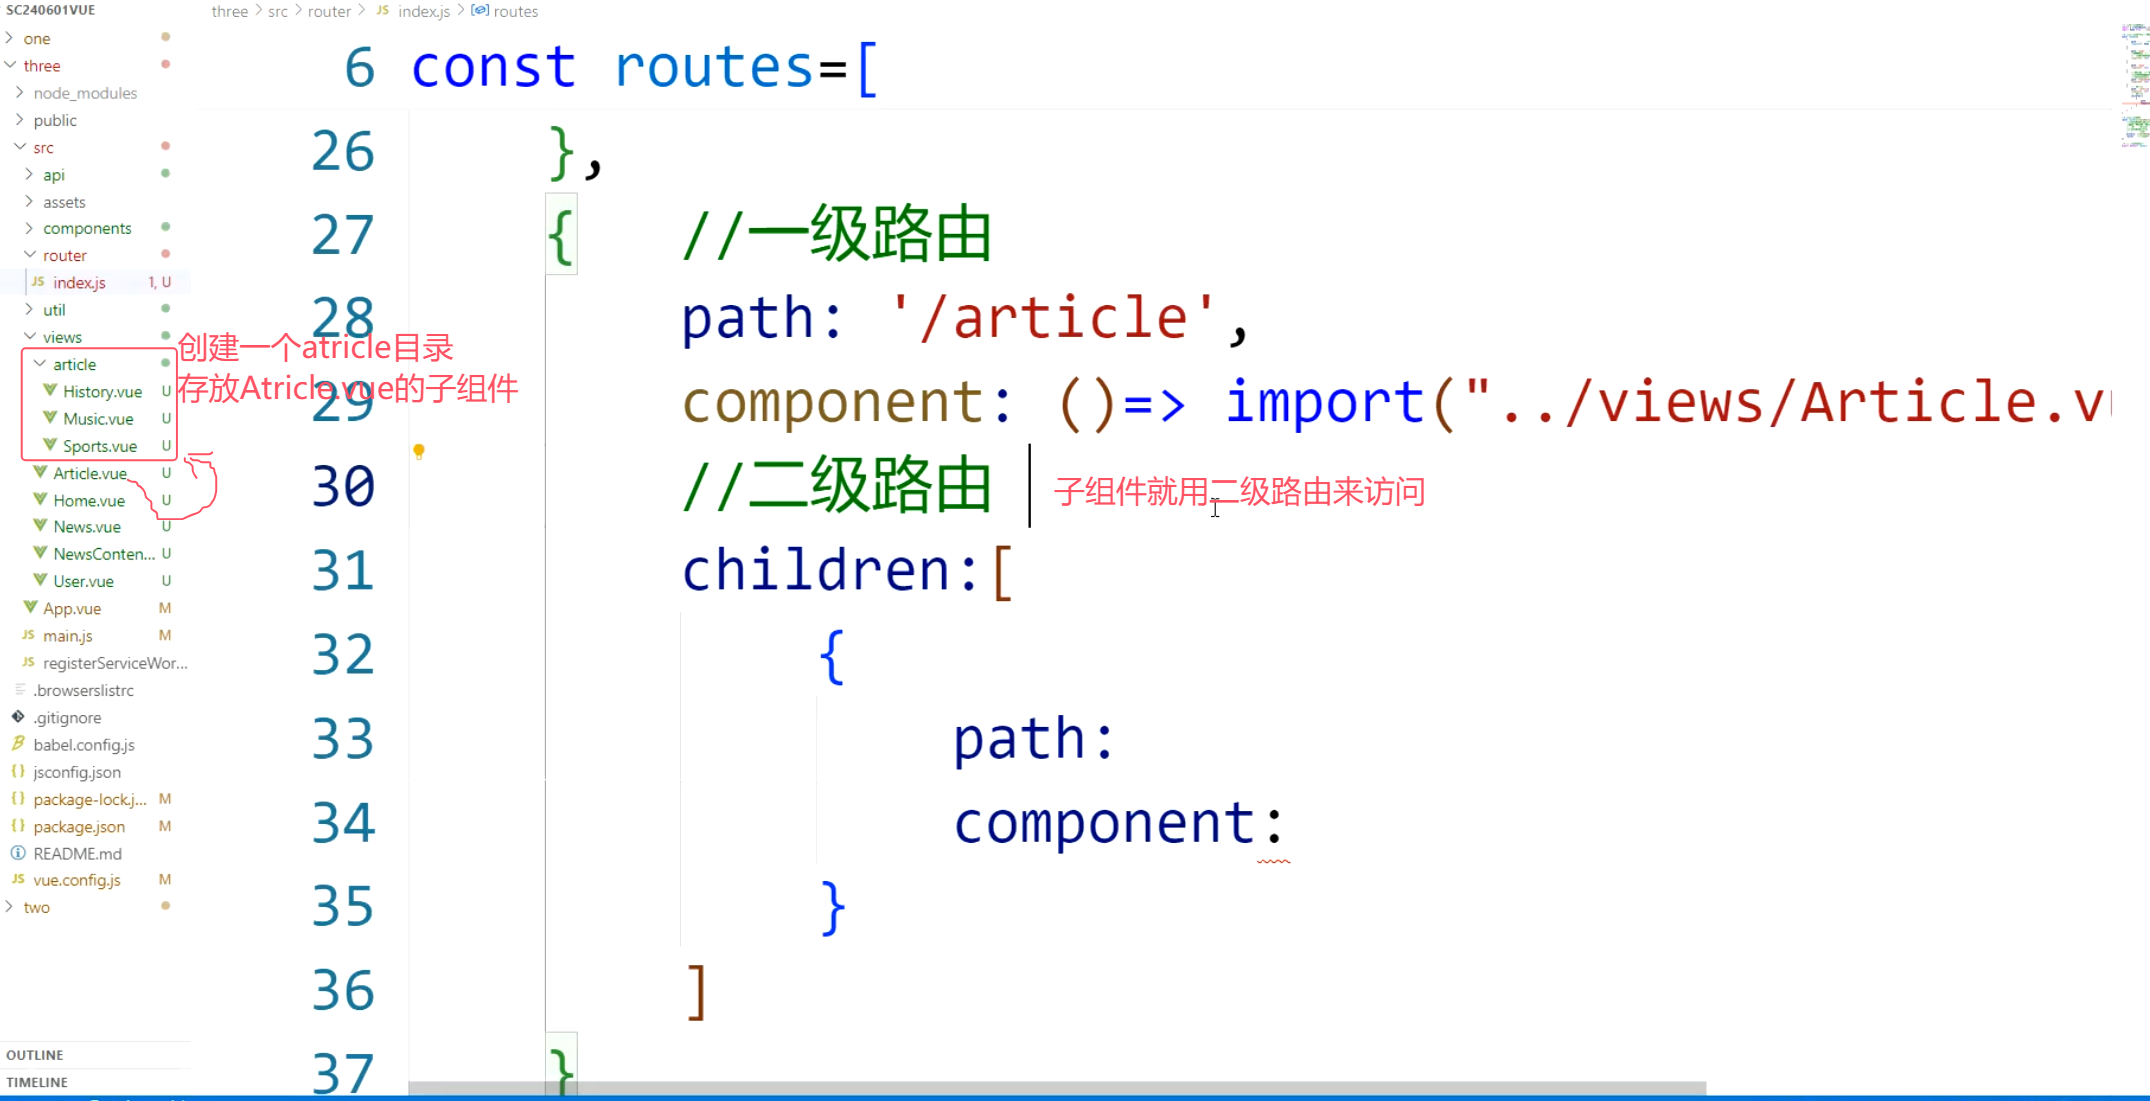 SC240601VUE
one
three
node_modules
public
src
api
assets
components
router
JS index.js 1, U
util
views
article
History.vue U
Music.vue U
Sports.vue U
Article.vue U
Home.vue U
News.vue U
NewsConten... U
User.vue U
App.vue M
JS main.js M
JS registerServiceWor...
.browserslistrc
.gitignore
babel.config.js
jsconfig.json
package-lock.j... M
package.json M
README.md
JS vue.config.js M
two
OUTLINE
TIMELINE
three > src > router > JS index.js > routes
6 const routes=[
26 },
27 { //一级路由
28 path: '/article',
29 component: ()=> import("../views/Article.v
30 //二级路由
31 children:[
32 {
33 path:
34 component:
35 }
36 ]
37 }
创建一个atricle目录
存放Atricle.vue的子组件
子组件就用二级路由来访问